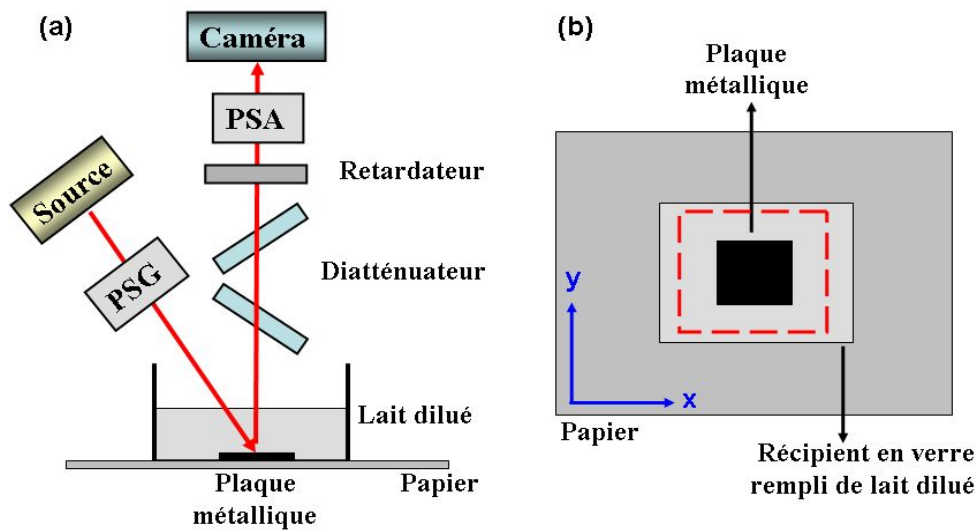 (a)
Caméra
PSA
Retardateur
Source
PSG
Diatténuateur
Lait dilué
Plaque
métallique
Papier
(b)
Plaque
métallique
y
x
Papier
Récipient en verre
rempli de lait dilué